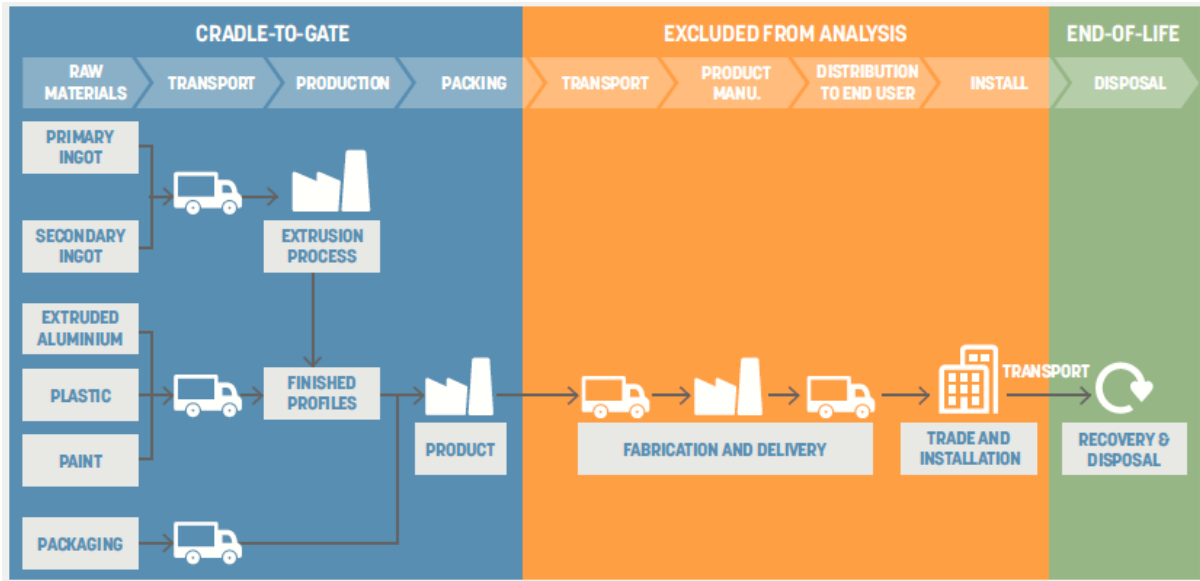 CRADLE-TO-GATE
EXCLUDED FROM ANALYSIS
END-OF-LIFE
RAW
MATERIALS
TRANSPORT
PRODUCTION
PACKING
TRANSPORT
PRODUCT
MANU.
DISTRIBUTION
TO END USER
INSTALL
DISPOSAL
PRIMARY
INGOT
SECONDARY
INGOT
EXTRUSION
PROCESS
EXTRUDED
ALUMINIUM
PLASTIC
PAINT
FINISHED
PROFILES
PRODUCT
FABRICATION AND DELIVERY
TRADE AND
INSTALLATION
TRANSPORT
RECOVERY &
DISPOSAL
PACKAGING